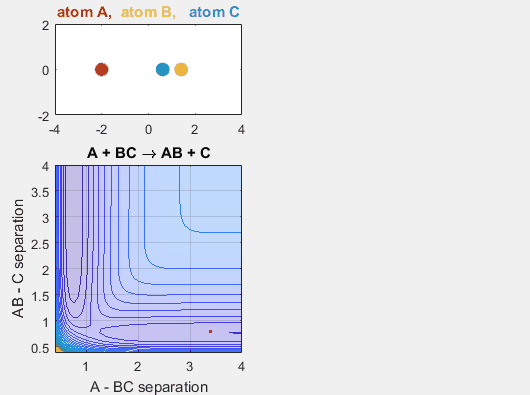 atom A, atom B, atom C
2
0
-2
-4 -2 0 2 4
A + BC → AB + C
4
3.5
3
2.5
2
1.5
1
0.5
AB - C separation
1 2 3 4
A - BC separation